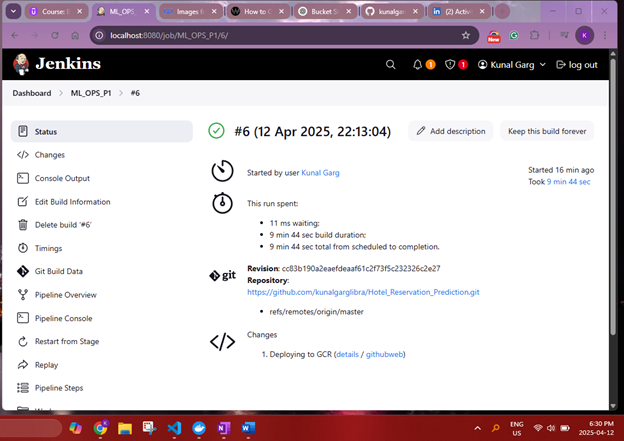 Course: E
ML_OPS_P1
Images f
How to G
Bucket S
kunalgar
(2) Activi
localhost:8080/job/ML_OPS_P1/6/
New
K
Jenkins
1
1
Kunal Garg
log out
Dashboard > ML_OPS_P1 > #6
Status
Changes
Console Output
Edit Build Information
Delete build '#6'
Timings
Git Build Data
Pipeline Overview
Pipeline Console
Restart from Stage
Replay
Pipeline Steps
#6 (12 Apr 2025, 22:13:04)
Add description
Keep this build forever
Started by user Kunal Garg
Started 16 min ago
Took 9 min 44 sec
This run spent:
• 11 ms waiting;
• 9 min 44 sec build duration;
• 9 min 44 sec total from scheduled to completion.
git
Revision: cc83b190a2eaefdeaaf61c2f73f5c232326c2e27
Repository:
https://github.com/kunalgarglibra/Hotel_Reservation_Prediction.git
• refs/remotes/origin/master
Changes
1. Deploying to GCR (details / githubweb)
ENG
US
6:30 PM
2025-04-12